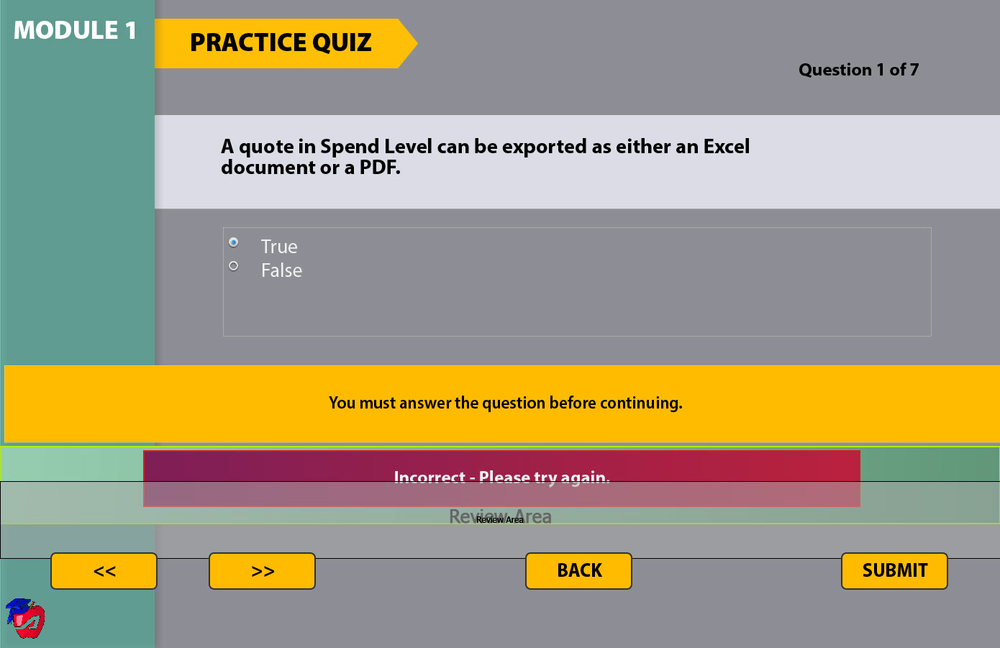 MODULE 1
PRACTICE QUIZ
Question 1 of 7
A quote in Spend Level can be exported as either an Excel
document or a PDF.
True
False
You must answer the question before continuing.
Incorrect - Please try again.
Review Area
Review Area
<<
>>
BACK
SUBMIT